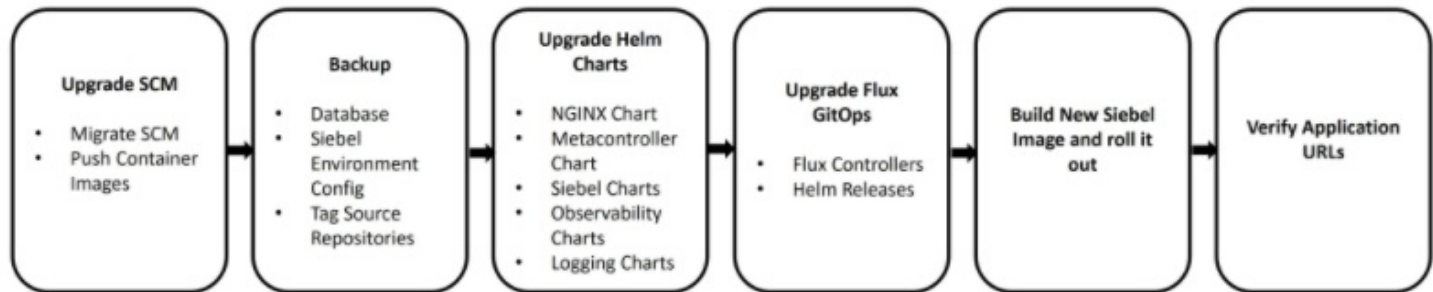 Upgrade SCM
• Migrate SCM
• Push Container
Images
Backup
• Database
• Siebel
Environment
Config
• Tag Source
Repositories
Upgrade Helm
Charts
• NGINX Chart
• Metacontroller
Chart
• Siebel Charts
• Observability
Charts
• Logging Charts
Upgrade Flux
GitOps
• Flux Controllers
• Helm Releases
Build New Siebel
Image and roll it
out
Verify Application
URLs